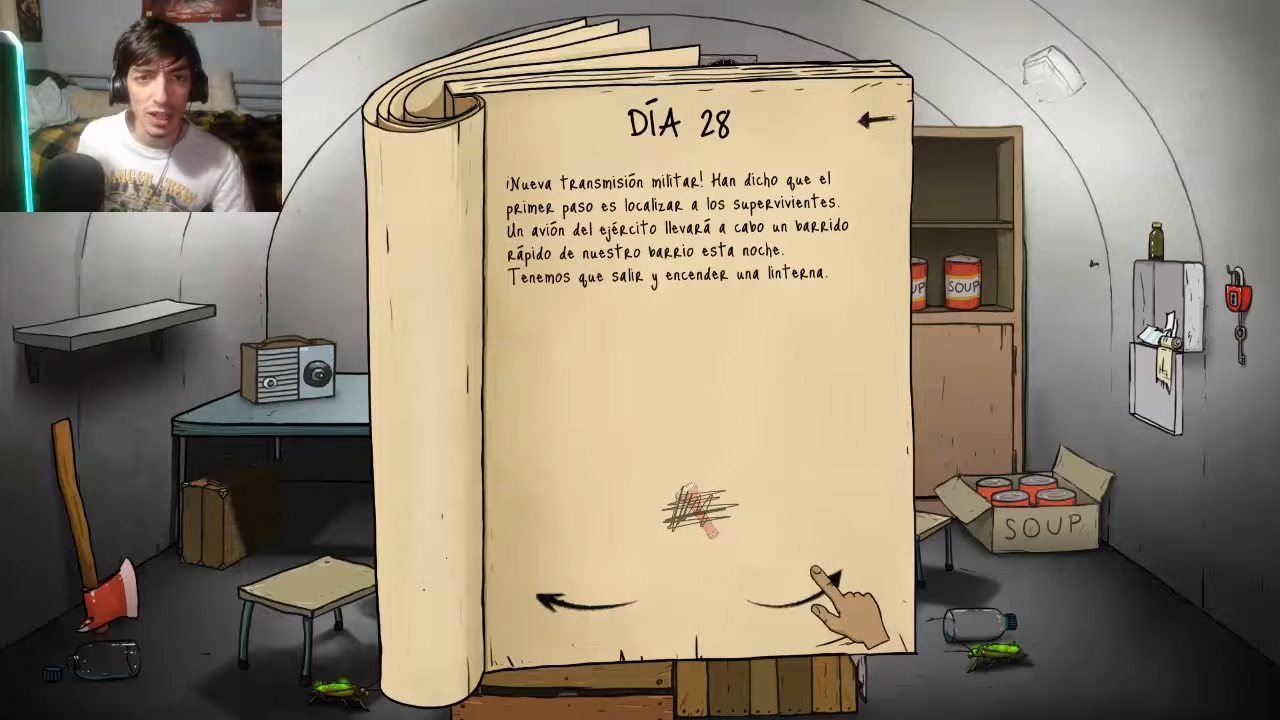 DÍA 28
¡Nueva transmisión militar! Han dicho que el
primer paso es localizar a los supervivientes.
Un avión del ejército llevará a cabo un barrido
rápido de nuestro barrio esta noche.
Tenemos que salir y encender una linterna.
UP
SOUP
SOUP